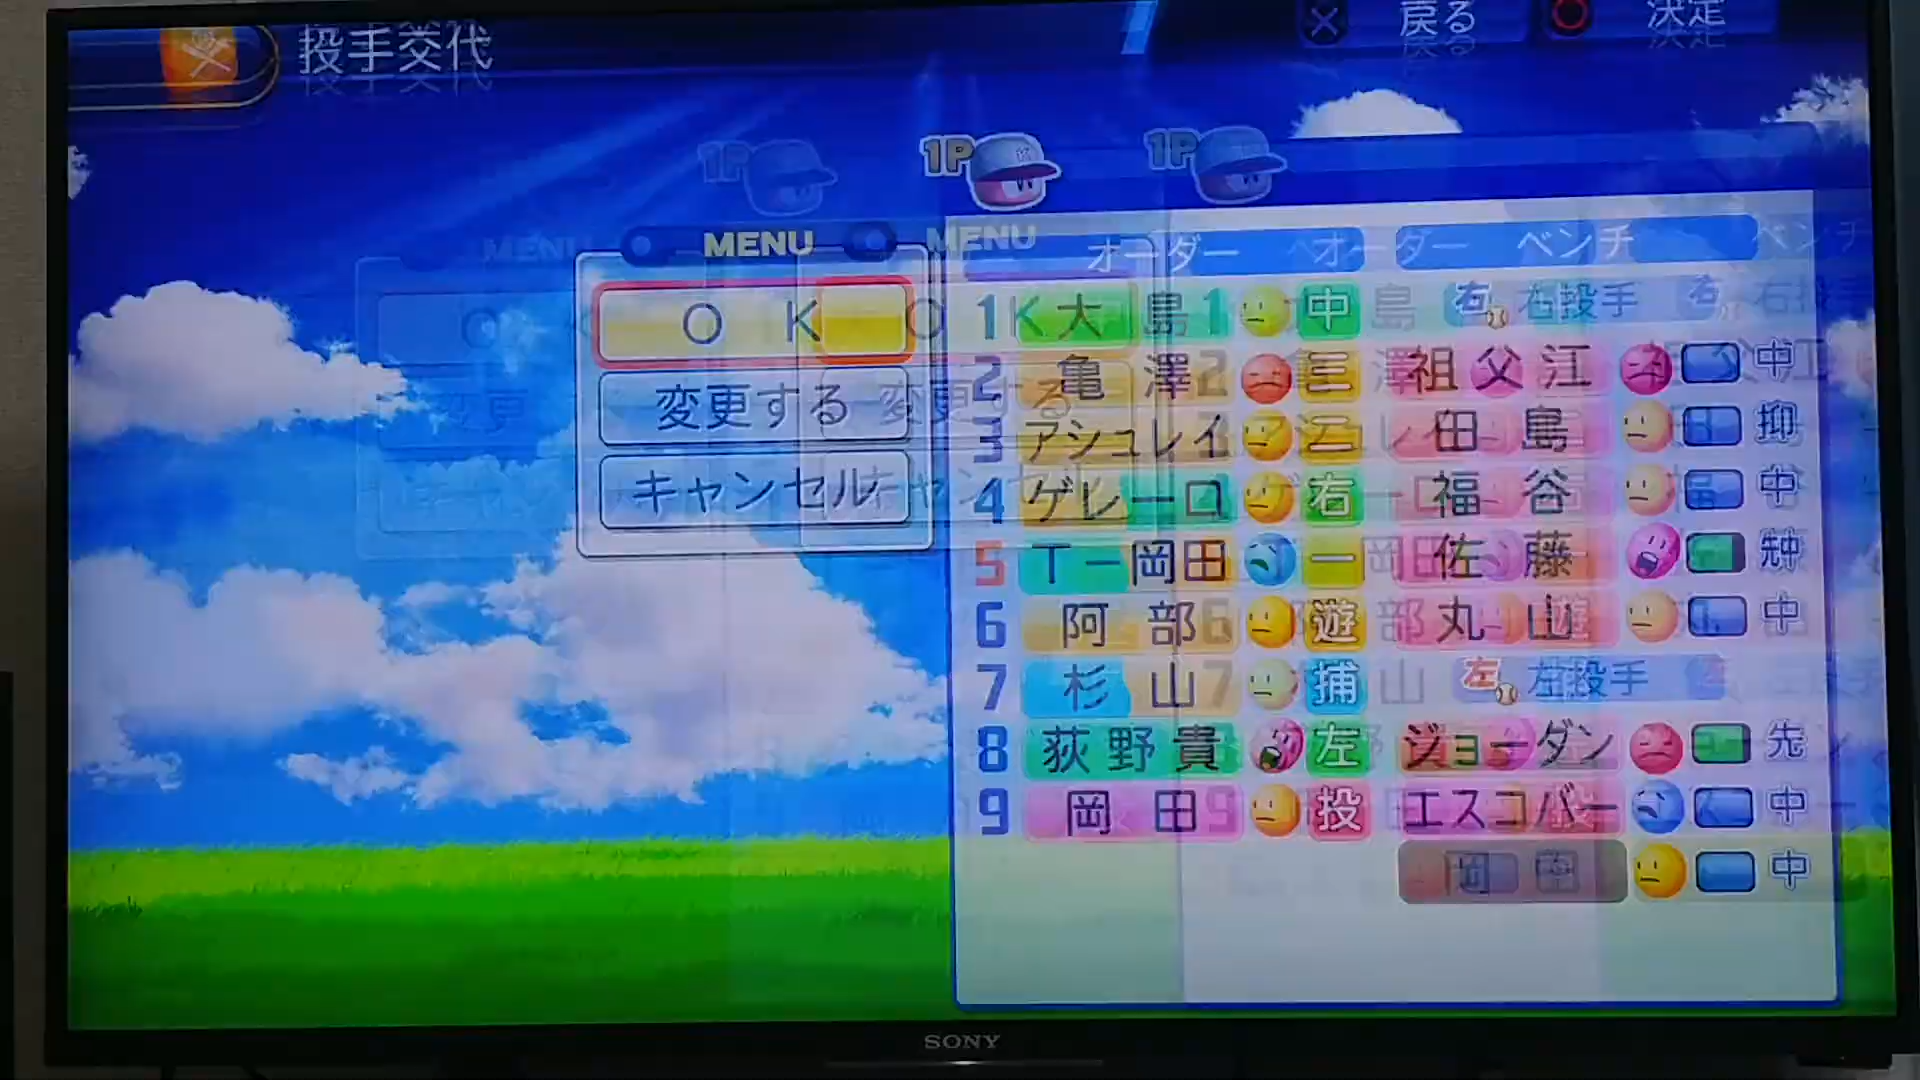 投手交代
戻る
決定
1P
MENU
OK
変更する
キャンセル
オーダー
ベンチ
1 大島 中
2 亀澤 三
3 アシュレイ 二
4 ゲレーロ 右
5 T-岡田 一
6 阿部 遊
7 杉山 捕
8 荻野貴 左
9 岡田 投
右 右投手
祖父江 中
田島 抑
福谷 中
佐藤
丸山 中
左 左投手
ジョーダン 先
エスコバー 中
岡田 中
SONY